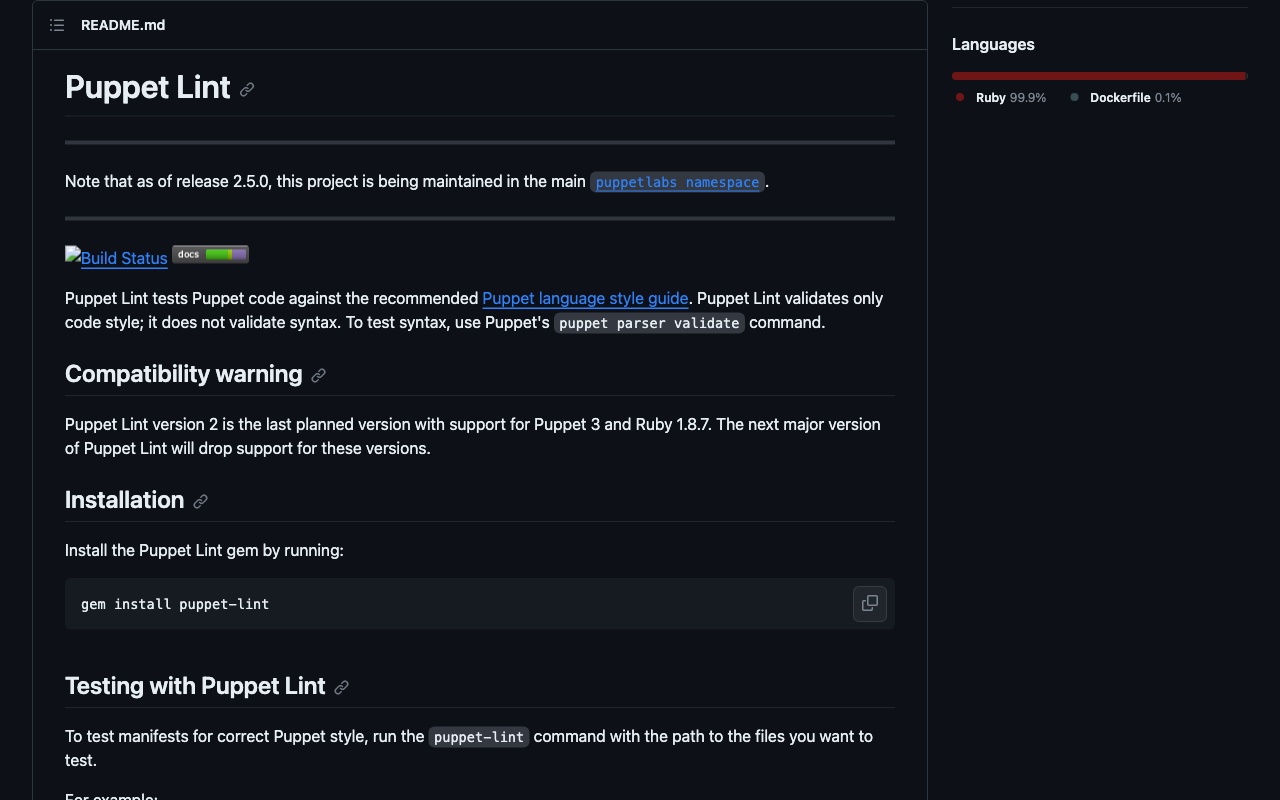 README.md
Puppet Lint
Note that as of release 2.5.0, this project is being maintained in the main puppetlabs namespace.
Build Status docs
Puppet Lint tests Puppet code against the recommended Puppet language style guide. Puppet Lint validates only
code style; it does not validate syntax. To test syntax, use Puppet's puppet parser validate command.
Compatibility warning
Puppet Lint version 2 is the last planned version with support for Puppet 3 and Ruby 1.8.7. The next major version
of Puppet Lint will drop support for these versions.
Installation
Install the Puppet Lint gem by running:
gem install puppet-lint
Testing with Puppet Lint
To test manifests for correct Puppet style, run the puppet-lint command with the path to the files you want to
test.
For example:
Languages
Ruby 99.9% Dockerfile 0.1%